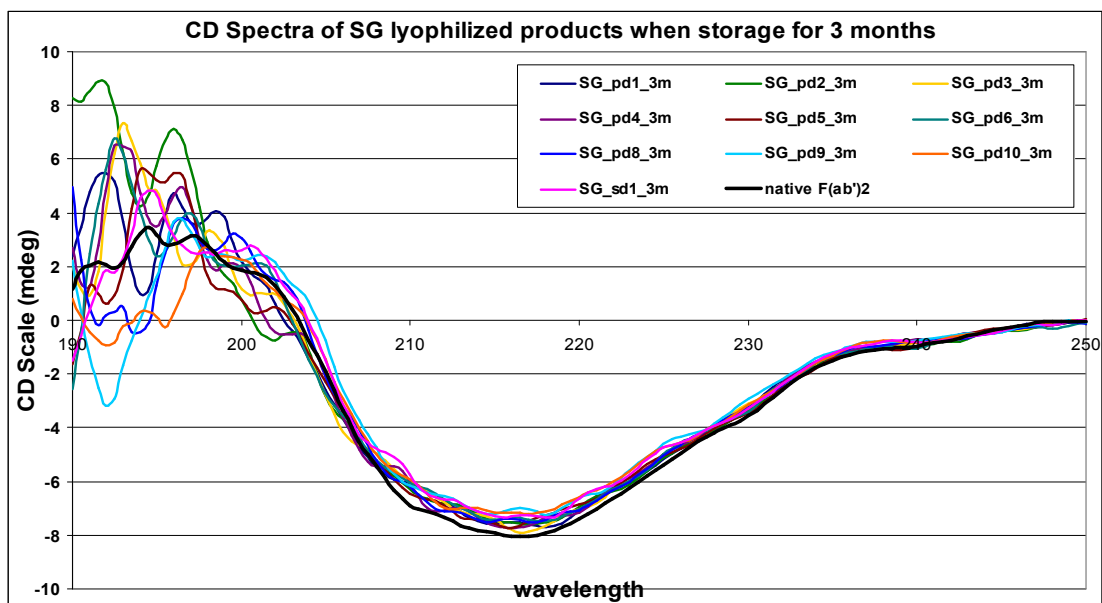 CD Spectra of SG lyophilized products when storage for 3 months
SG_pd1_3m SG_pd2_3m SG_pd3_3m
SG_pd4_3m SG_pd5_3m SG_pd6_3m
SG_pd8_3m SG_pd9_3m SG_pd10_3m
SG_sd1_3m native F(ab')2
CD Scale (mdeg)
10
8
6
4
2
0
-2
-4
-6
-8
-10
190 200 210 220 230 240 250
wavelength